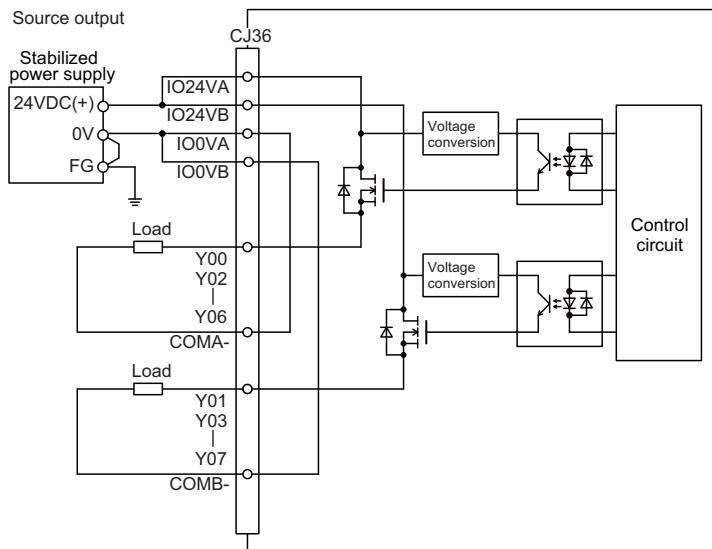 Source output
CJ36
Stabilized
power supply
24VDC(+)
0V
FG
IO24VA
IO24VB
IO0VA
IO0VB
Voltage
conversion
Control
circuit
Load
Y00
Y02
|
Y06
COMA-
Voltage
conversion
Load
Y01
Y03
|
Y07
COMB-